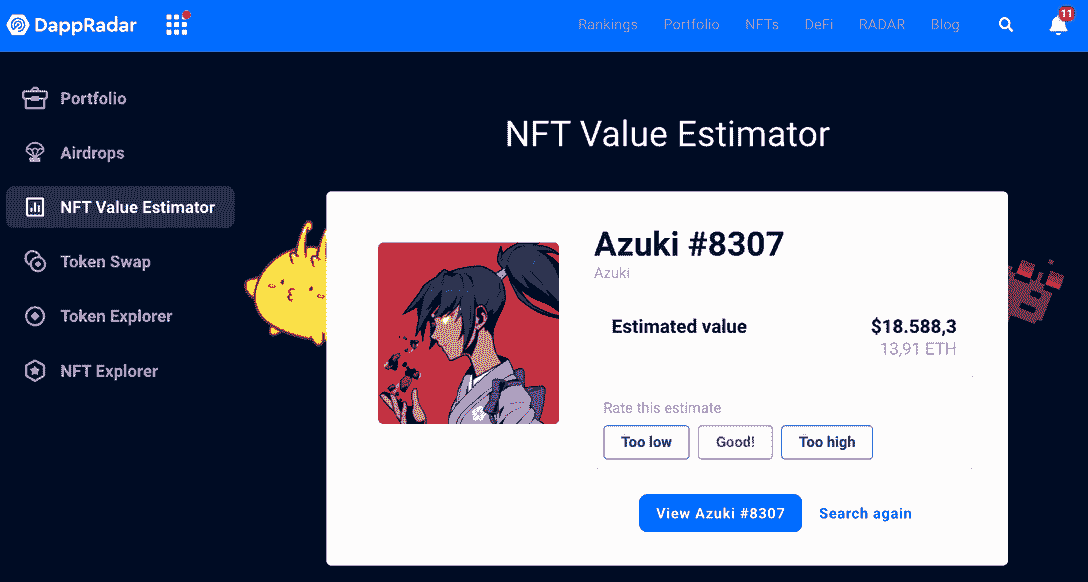 DappRadar
Rankings Portfolio NFTs DeFi RADAR Blog
11
Portfolio
Airdrops
NFT Value Estimator
Token Swap
Token Explorer
NFT Explorer
NFT Value Estimator
Azuki #8307
Azuki
Estimated value $18.588,3
13,91 ETH
Rate this estimate
Too low Good! Too high
View Azuki #8307 Search again